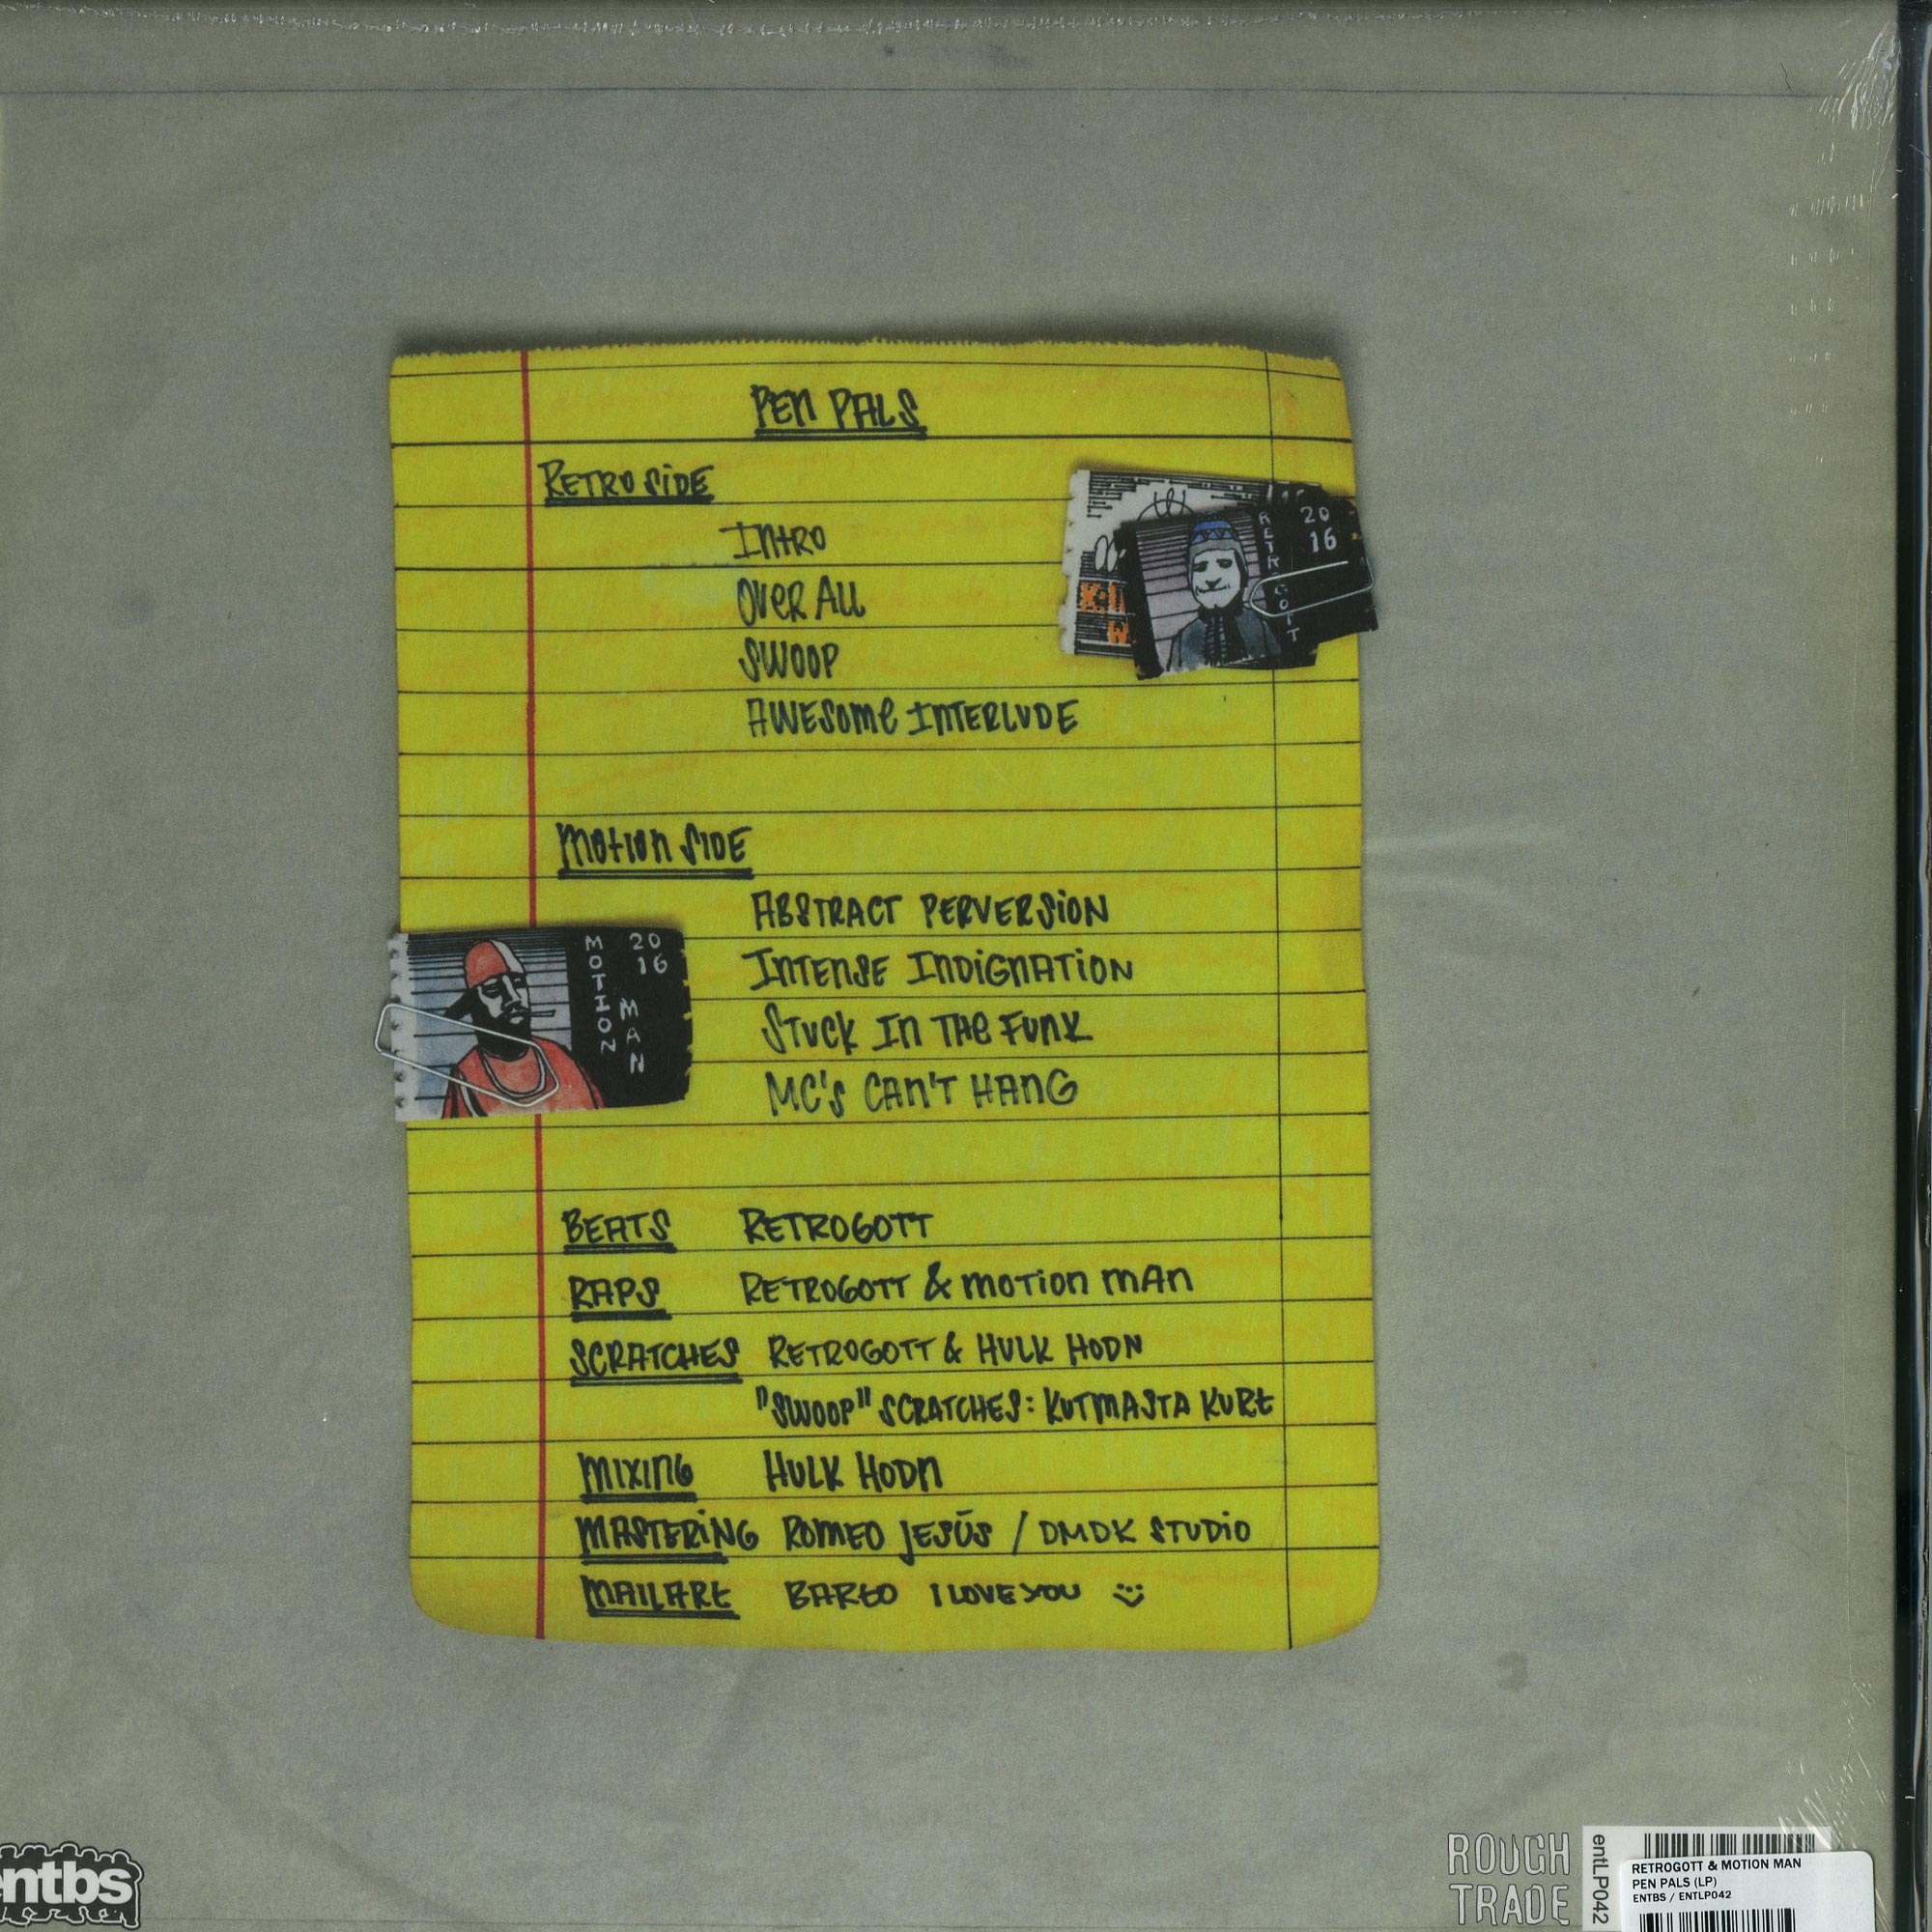 PEN PALS
RETRO SIDE
INTRO
OVER ALL
SWOOP
AWESOME INTERLUDE
RETROGOTT
20
16
MOTION SIDE
ABSTRACT PERVERSION
INTENSE INDIGNATION
STUCK IN THE FUNK
MC'S CAN'T HANG
MOTION
MAN
20
16
BEATS RETROGOTT
RAPS RETROGOTT & MOTION MAN
SCRATCHES RETROGOTT & HULK HODN
"SWOOP" SCRATCHES: KUTMASTA KURT
MIXING HULK HODN
MASTERING ROMEO JESŪS / DMDK STUDIO
MAILART BARTO I LOVE YOU
entbs
ROUGH
TRADE
entLP042
RETROGOTT & MOTION MAN
PEN PALS (LP)
ENTBS / ENTLP042